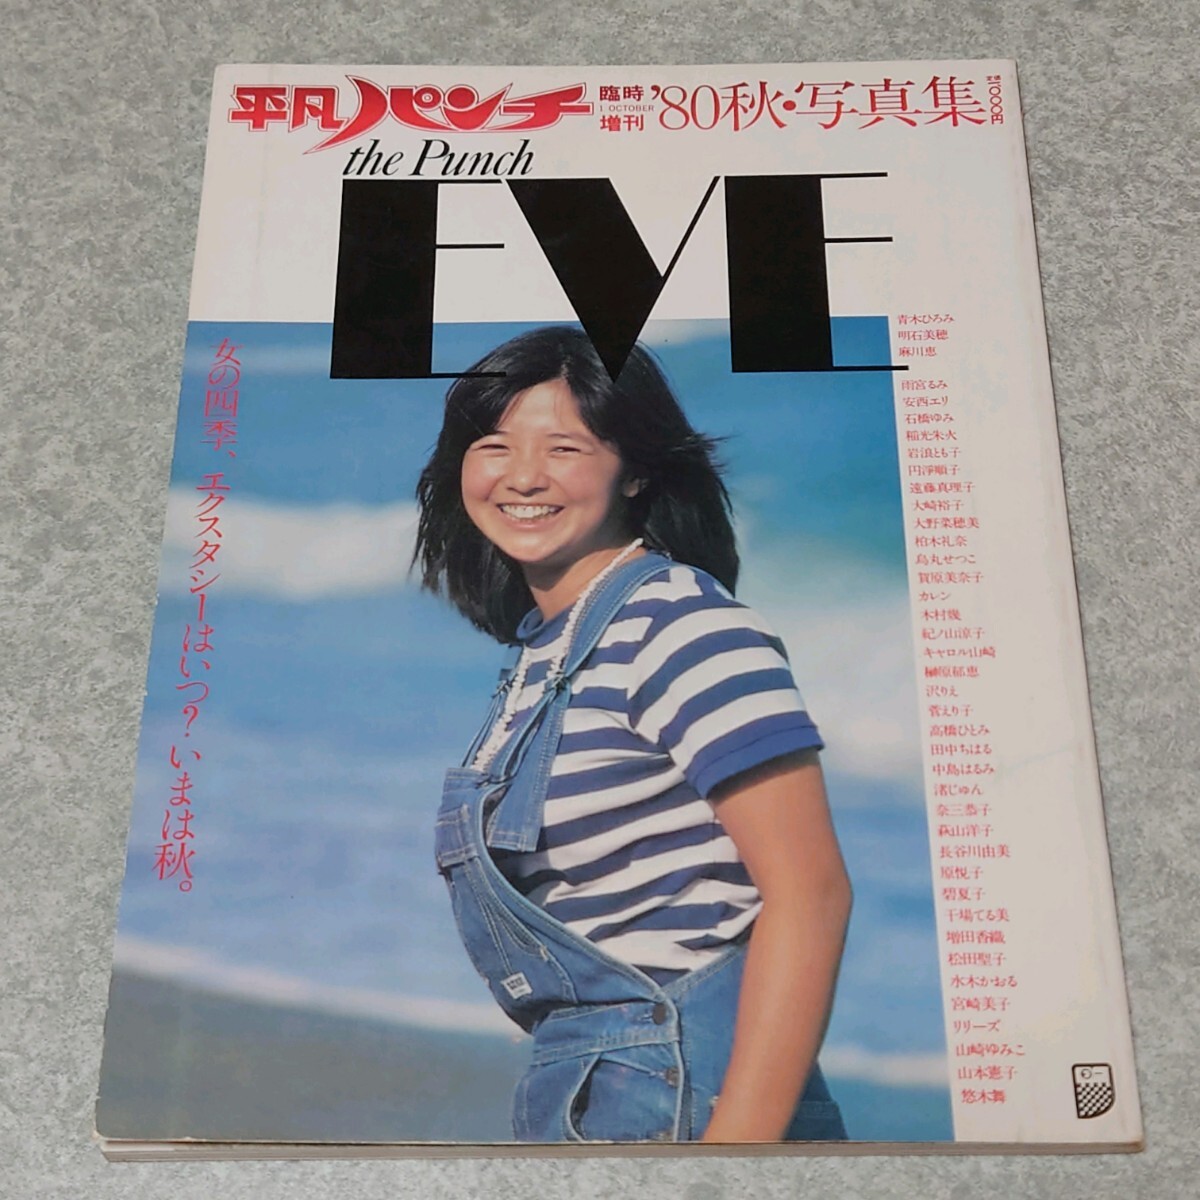 平凡パンチ
臨時
1 OCTOBER
増刊
'80秋・写真集
定価1000円
the Punch
EVE
女の四季、エクスタシーはいつ?いまは秋。
青木ひろみ
明石美穂
麻川恵
雨宮るみ
安西エリ
石橋ゆみ
稲光朱火
岩浪とも子
円浄順子
遠藤真理子
大崎裕子
大野菜穂美
柏木礼奈
烏丸せつこ
賀原美奈子
カレン
木村幾
紀ノ山涼子
キャロル山崎
榊原郁恵
沢りえ
菅えり子
高橋ひとみ
田中ちはる
中島はるみ
渚じゅん
奈三恭子
萩山洋子
長谷川由美
原悦子
碧夏子
干場てる美
増田香織
松田聖子
水木かおる
宮崎美子
リリーズ
山崎ゆみこ
山本憲子
悠木舞